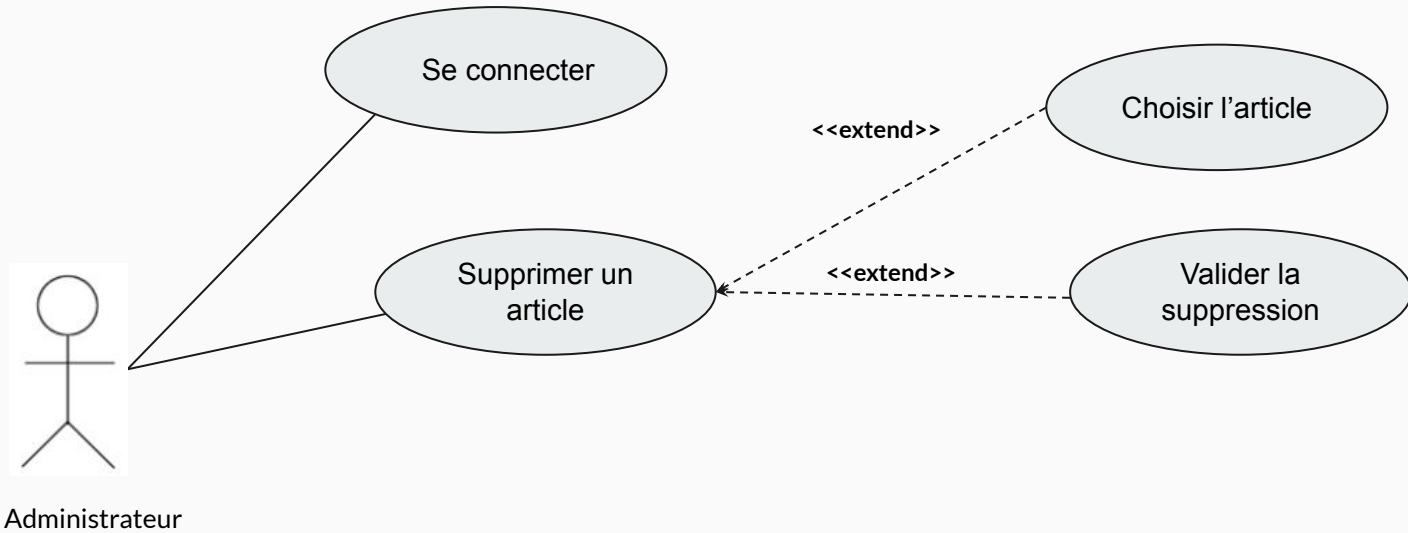 Se connecter
Choisir l’article
<<extend>>
Supprimer un
article
<<extend>>
Valider la
suppression
Administrateur